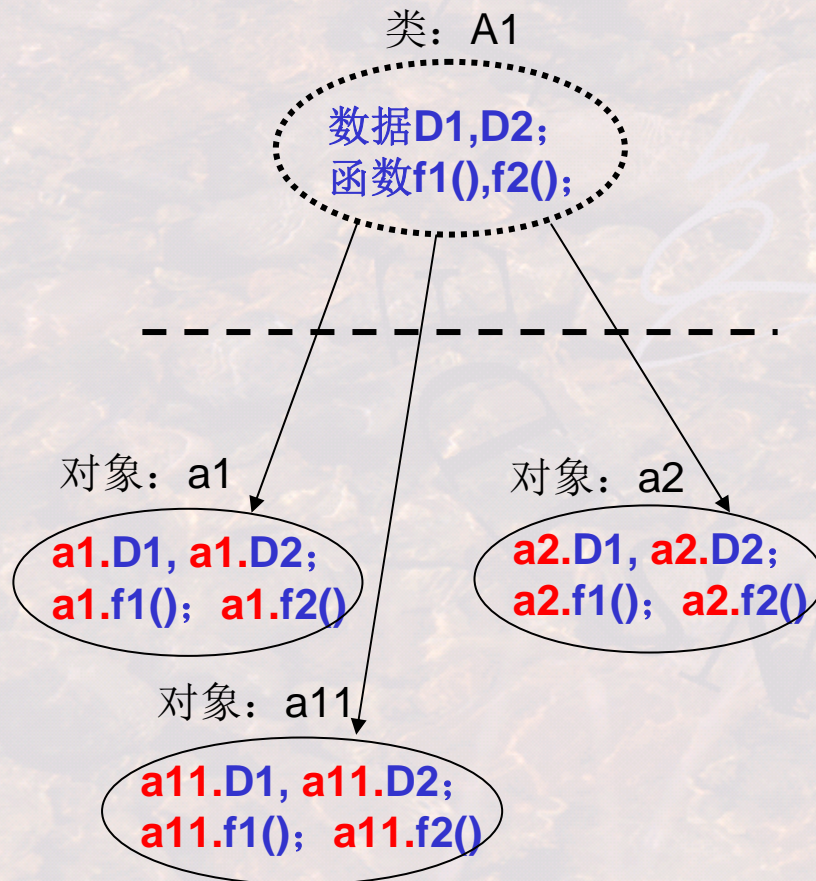 类：A1
数据D1,D2；
函数f1(),f2()；
对象：a1
a1.D1, a1.D2；
a1.f1()；a1.f2()
对象：a2
a2.D1, a2.D2；
a2.f1()；a2.f2()
对象：a11
a11.D1, a11.D2；
a11.f1()；a11.f2()